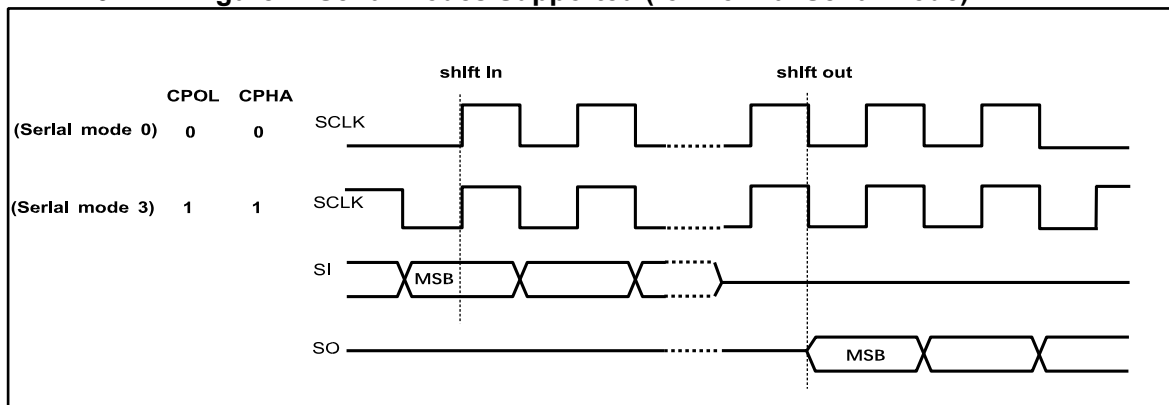 shIft In shIft out
CPOL CPHA
(SerIal mode 0) 0 0 SCLK
(SerIal mode 3) 1 1 SCLK
SI MSB
SO MSB